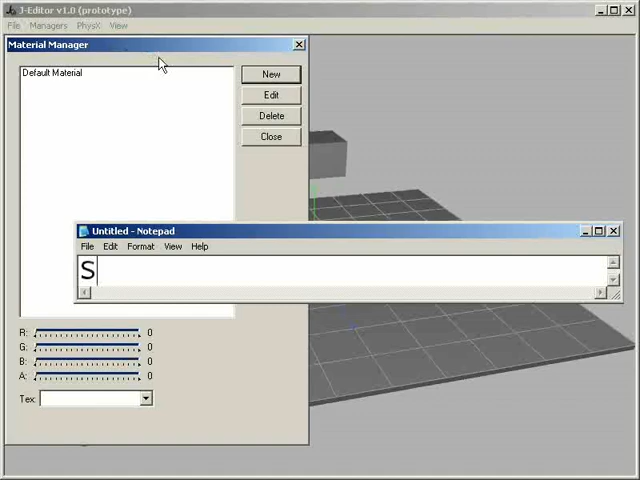 J-Editor v1.0 (prototype)
File Managers PhysX View
Material Manager
Default Material
New
Edit
Delete
Close
Untitled - Notepad
File Edit Format View Help
S
R: 0
G: 0
B: 0
A: 0
Tex: